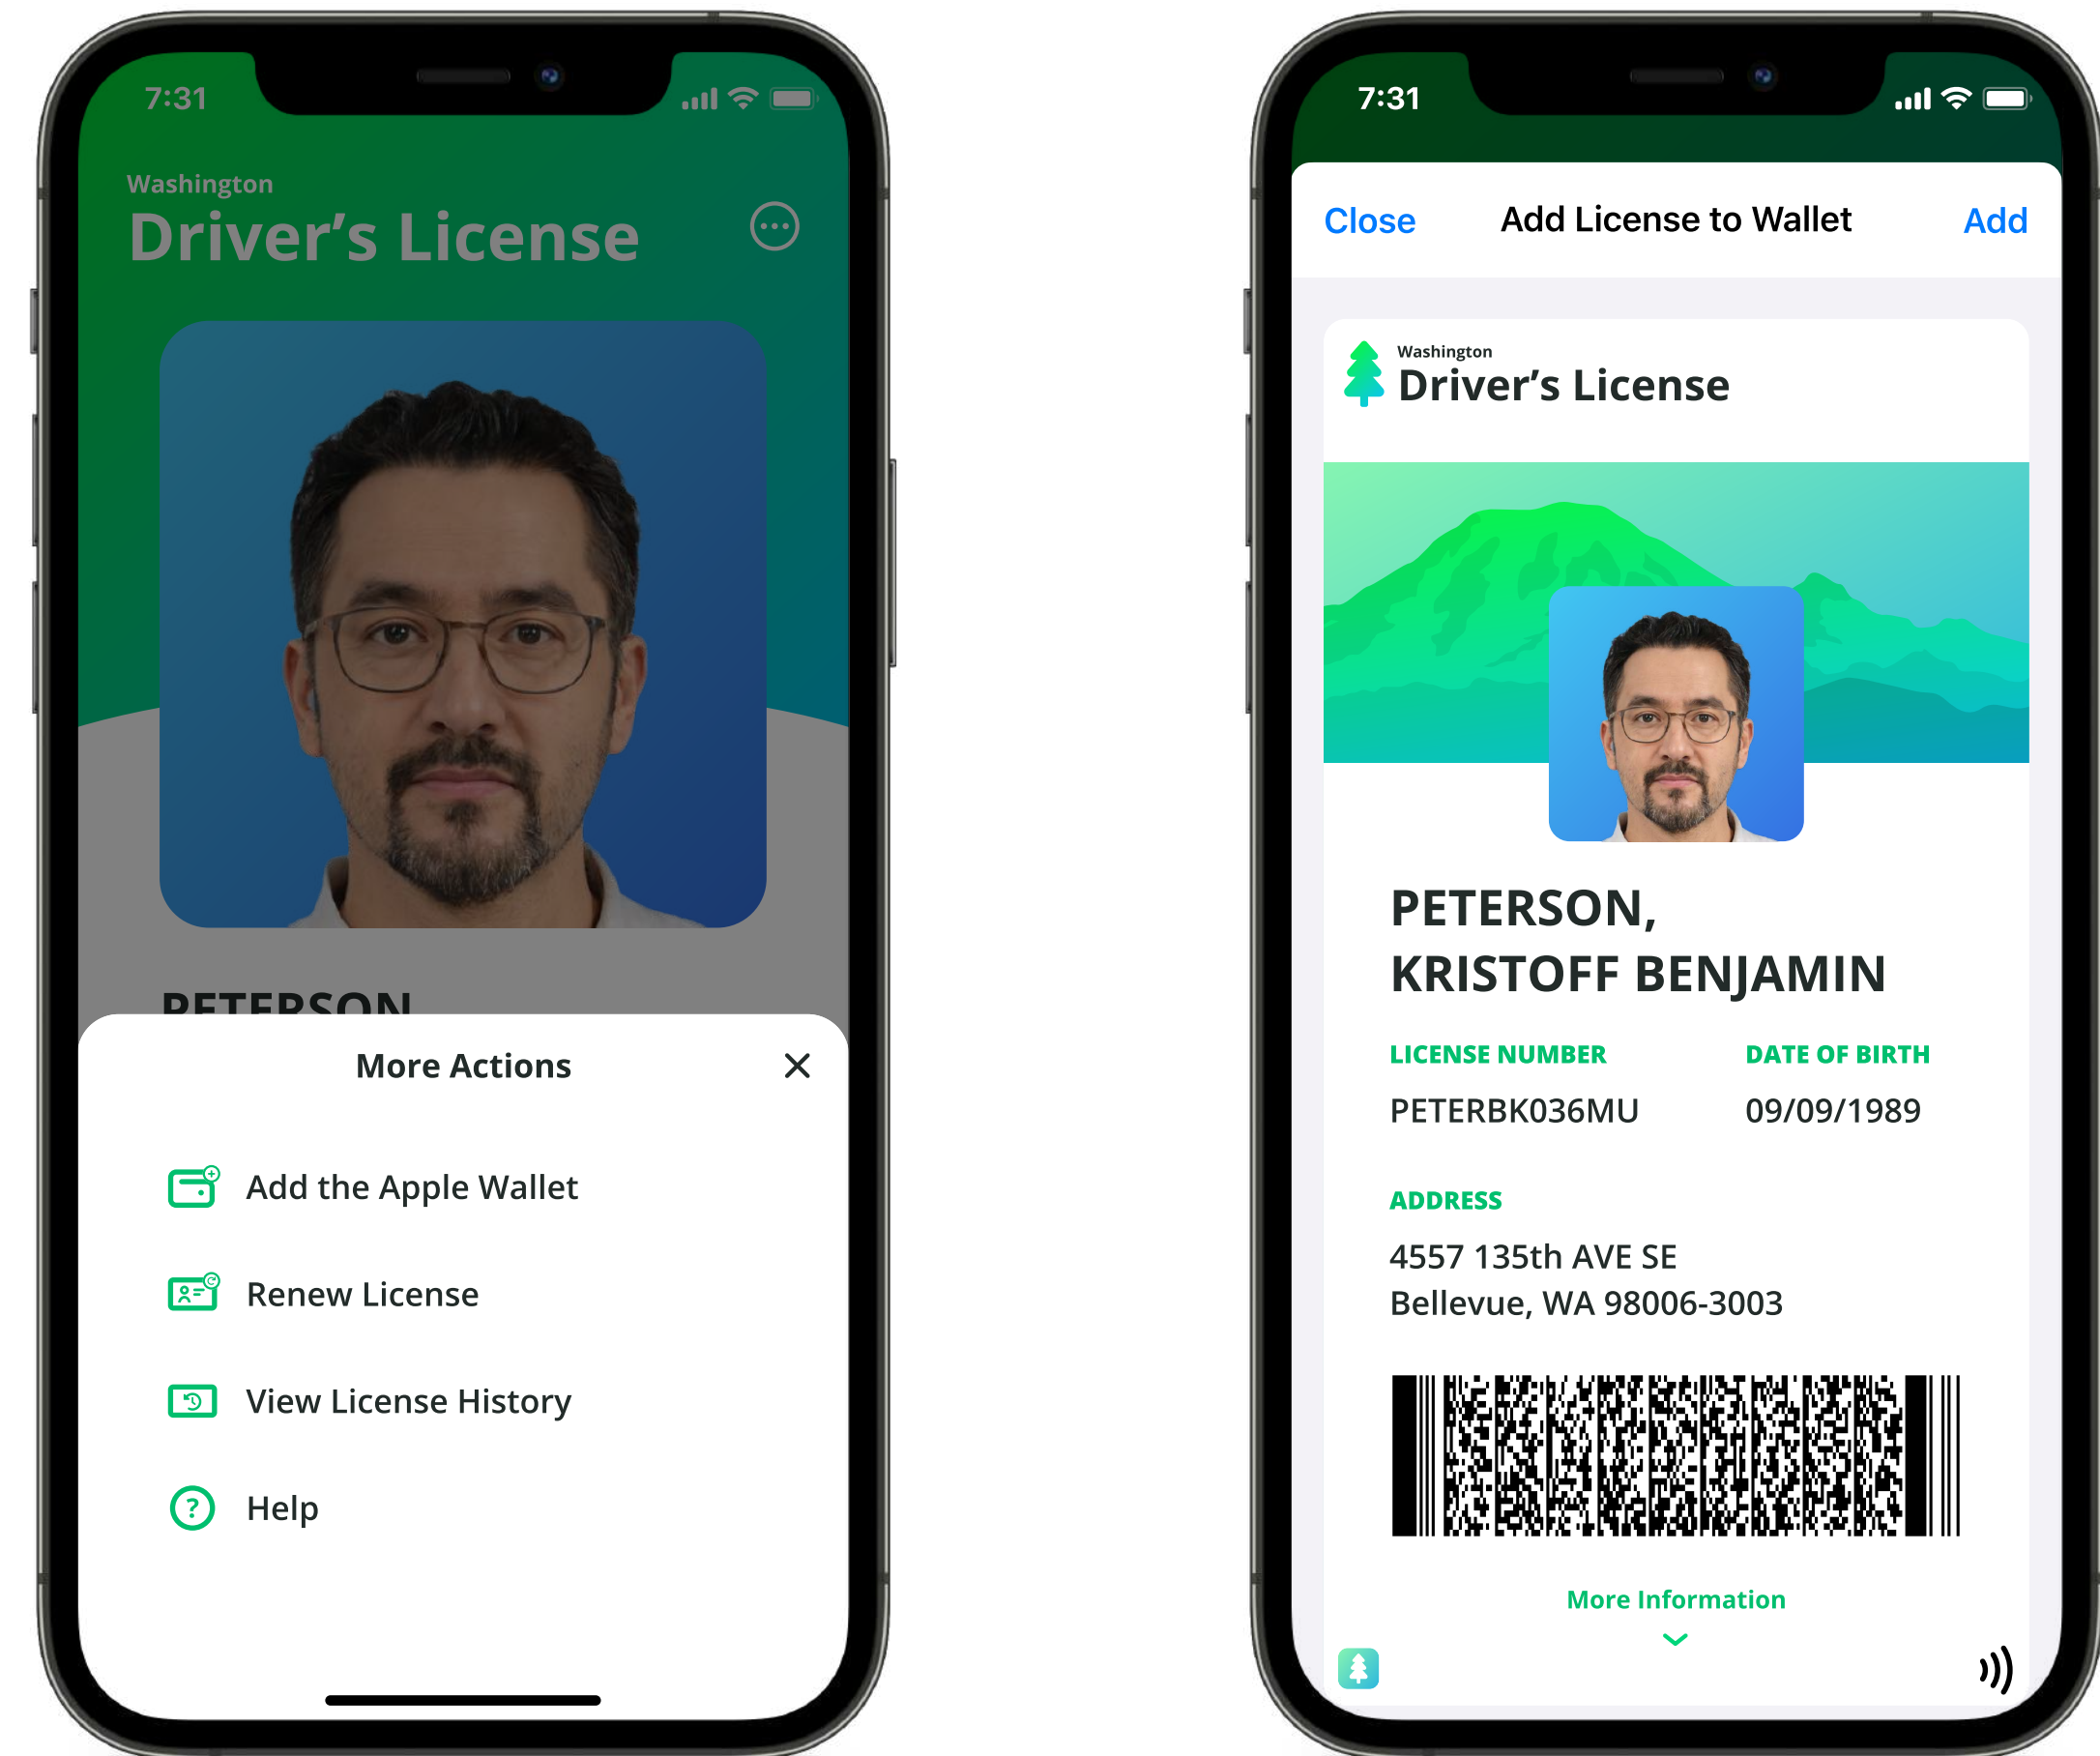 7:31
Washington
Driver's License
PETERSON
More Actions
Add the Apple Wallet
Renew License
View License History
Help
7:31
Close Add License to Wallet Add
Washington
Driver's License
PETERSON,
KRISTOFF BENJAMIN
LICENSE NUMBER DATE OF BIRTH
PETERBK036MU 09/09/1989
ADDRESS
4557 135th AVE SE
Bellevue, WA 98006-3003
More Information